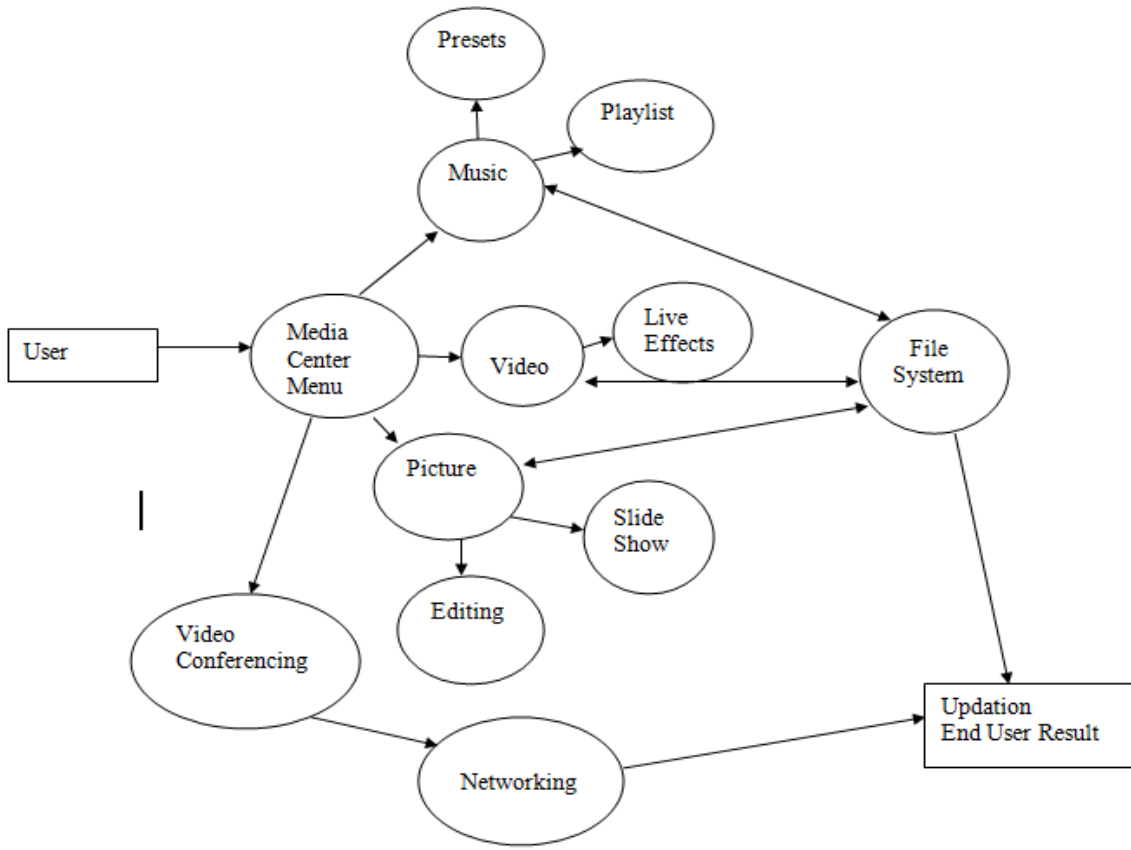 Presets
Playlist
Music
User
Media
Center
Menu
Video
Live
Effects
File
System
Picture
Slide
Show
Editing
Video
Conferencing
Networking
Updation
End User Result